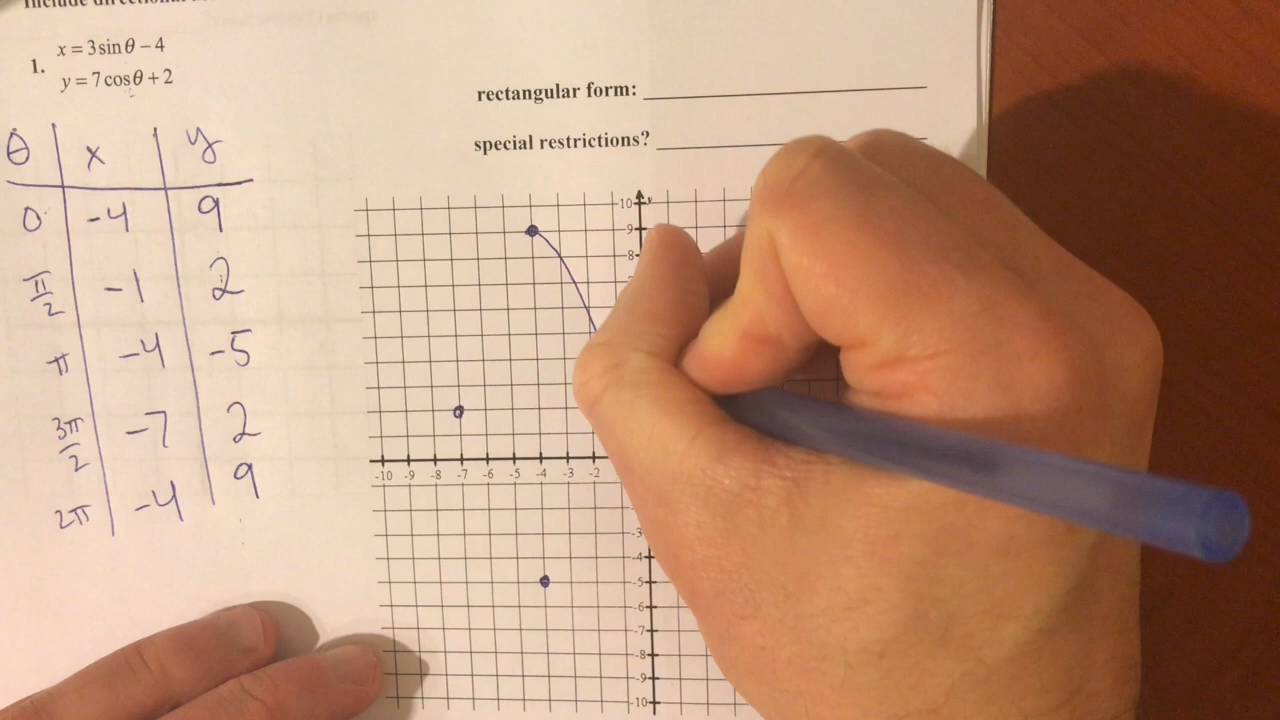 Include directional
1. x = 3 sin θ − 4
y = 7 cos θ + 2
rectangular form:
special restrictions?
θ x y
0 -4 9
π/2 -1 2
π -4 -5
3π/2 -7 2
2π -4 9
y
10
9
8
-10 -9 -8 -7 -6 -5 -4 -3 -2
-3
-4
-5
-6
-7
-8
-9
-10